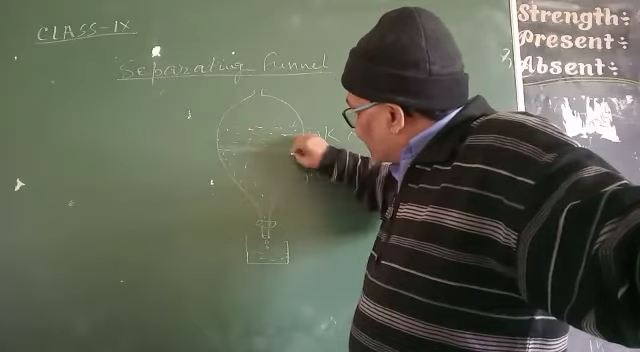 CLASS-IX
Separating Funnel
Strength:
Present:
Absent: